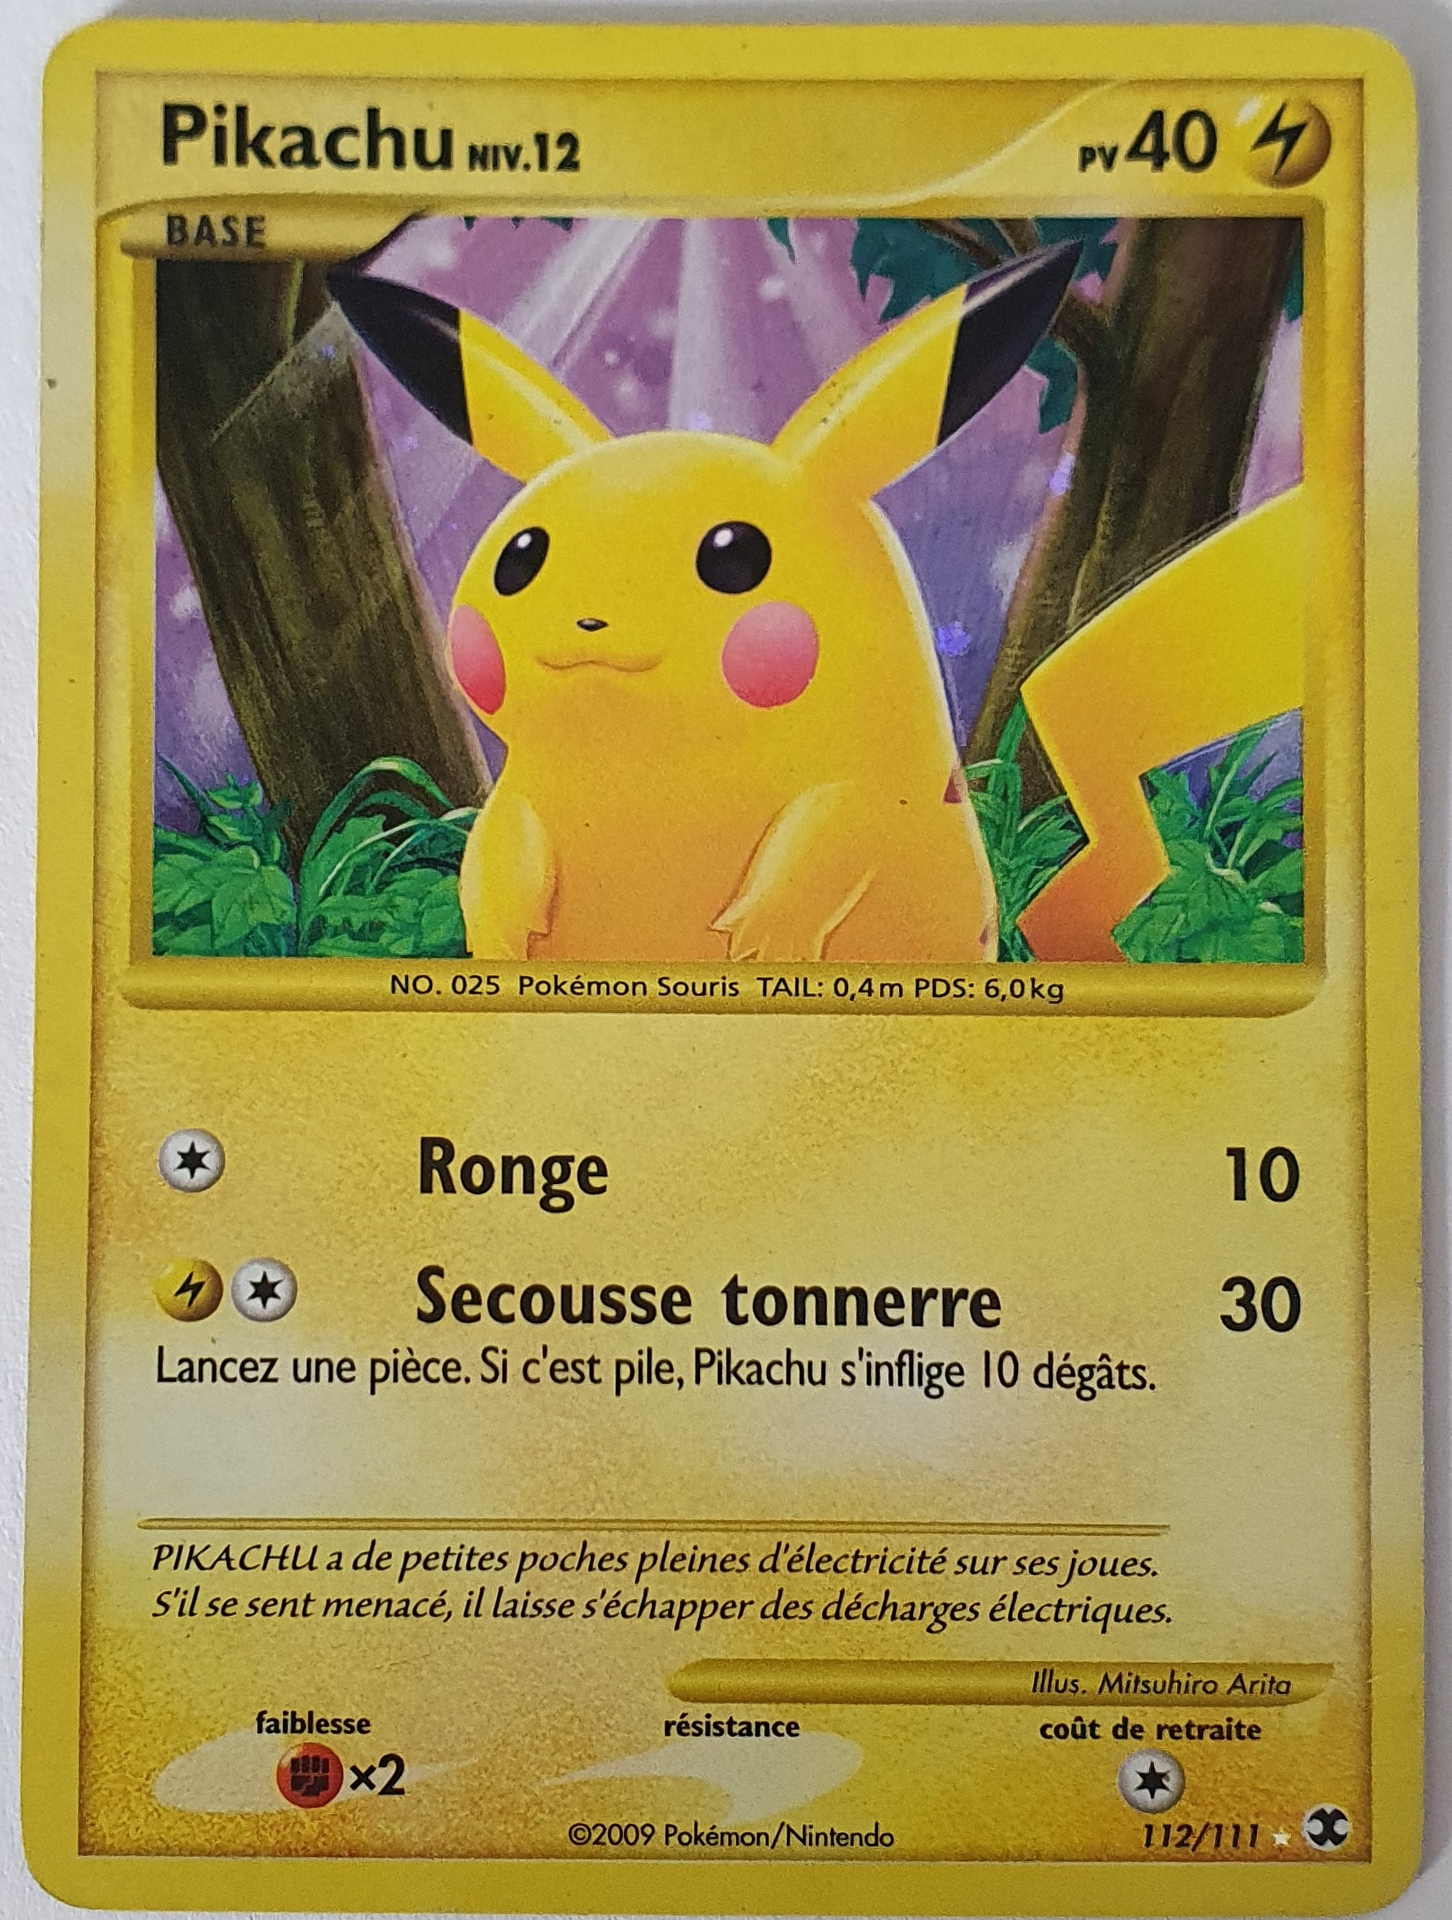 Pikachu NIV.12
PV 40
BASE
NO. 025 Pokémon Souris TAIL: 0,4m PDS: 6,0kg
Ronge 10
Secousse tonnerre 30
Lancez une pièce. Si c'est pile, Pikachu s'inflige 10 dégâts.
PIKACHU a de petites poches pleines d'électricité sur ses joues.
S'il se sent menacé, il laisse s'échapper des décharges électriques.
Illus. Mitsuhiro Arita
faiblesse résistance coût de retraite
×2
©2009 Pokémon/Nintendo 112/111